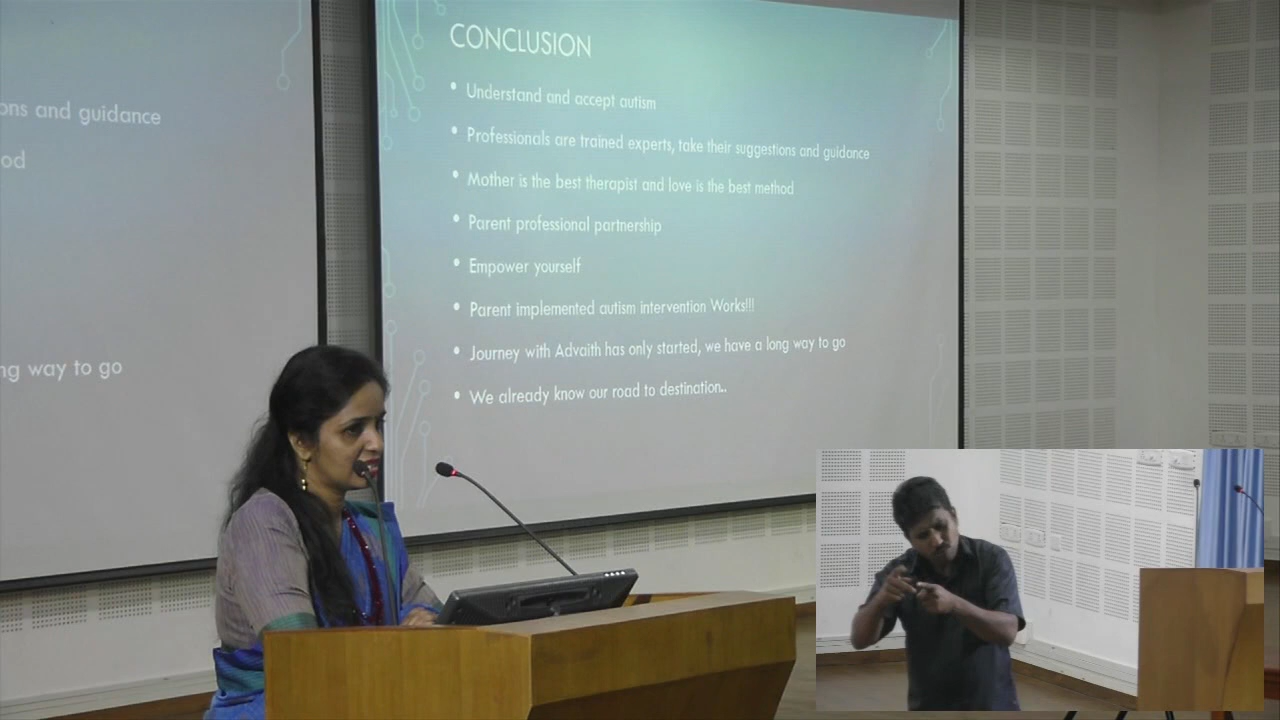 ons and guidance
od
ng way to go
CONCLUSION
• Understand and accept autism
• Professionals are trained experts, take their suggestions and guidance
• Mother is the best therapist and love is the best method
• Parent professional partnership
• Empower yourself
• Parent implemented autism intervention Works!!!
• Journey with Advaith has only started, we have a long way to go
• We already know our road to destination..